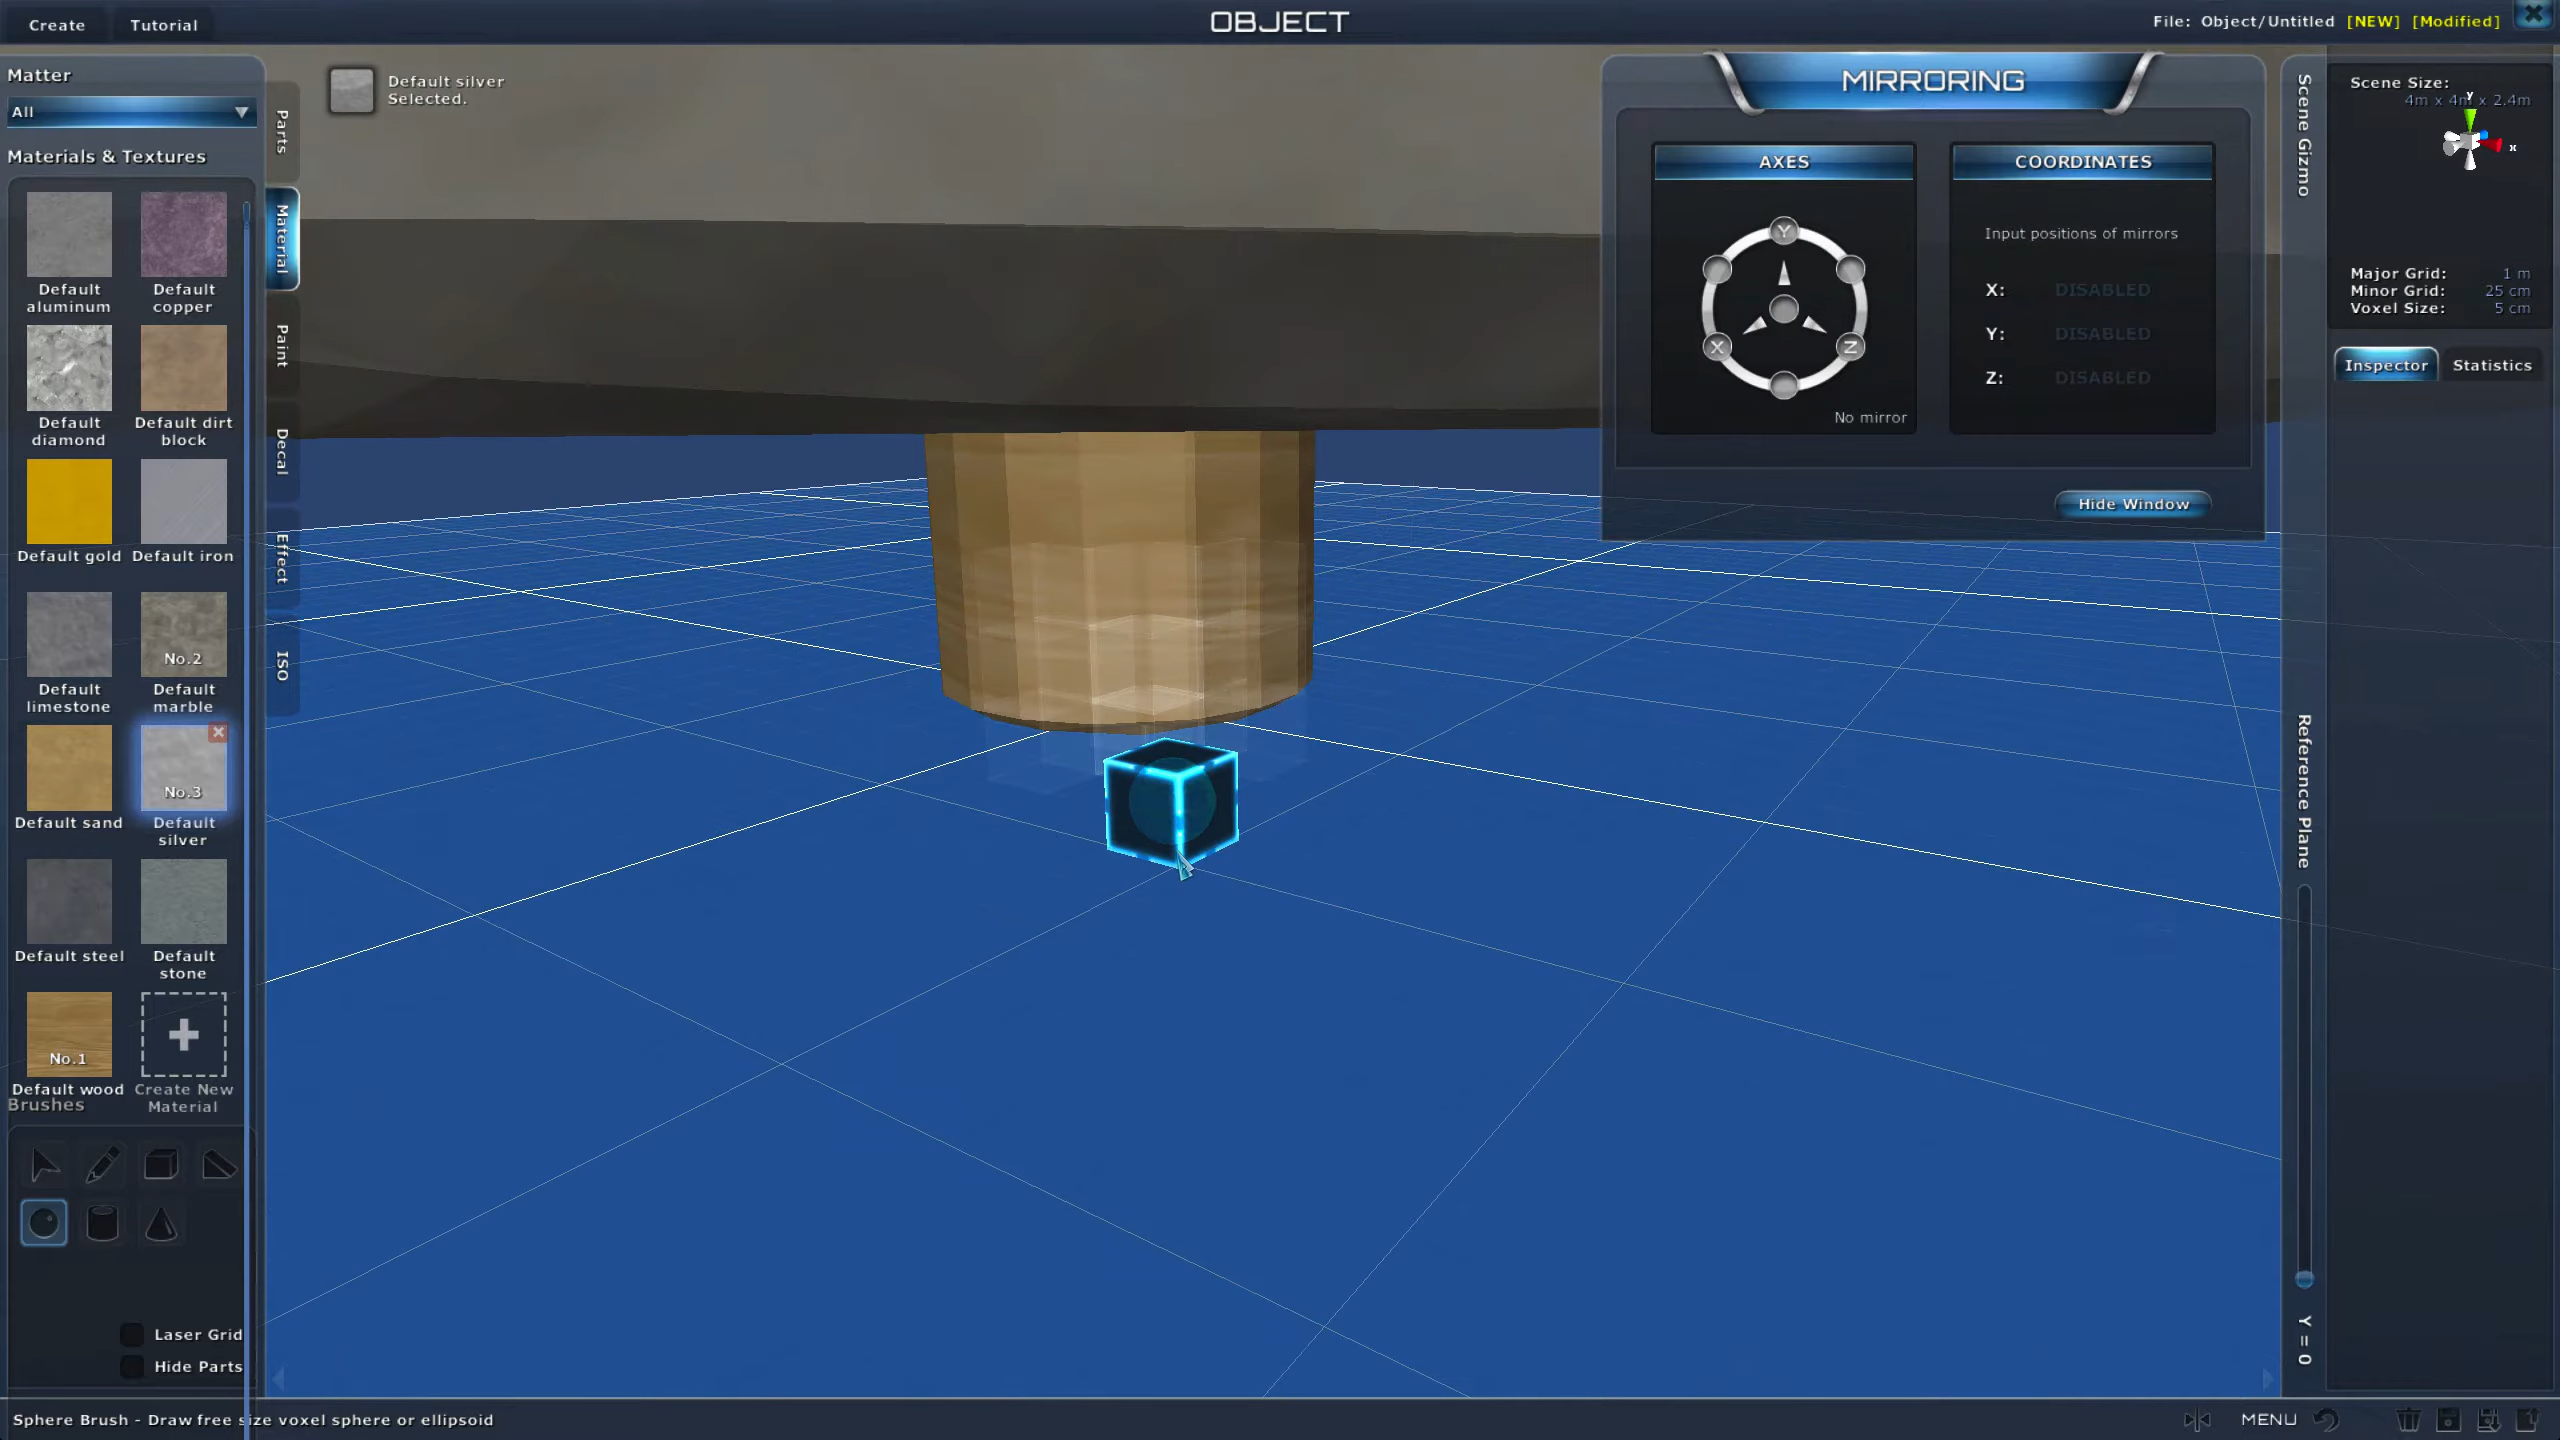 Create
Tutorial
OBJECT
File: Object/Untitled [NEW] [Modified]
Matter
All
Materials & Textures
Default
aluminum
Default
copper
Default
diamond
Default dirt
block
Default gold
Default iron
Default
limestone
No.2
Default
marble
Default sand
No.3
Default
silver
Default steel
Default
stone
No.1
Default wood
Create New
Material
Brushes
Laser Grid
Hide Parts
Parts
Material
Paint
Decal
Effect
ISO
Default silver
Selected.
MIRRORING
AXES
Y
X
Z
No mirror
COORDINATES
Input positions of mirrors
X: DISABLED
Y: DISABLED
Z: DISABLED
Hide Window
Scene Gizmo
Reference Plane
Y = 0
Scene Size:
4m x 4m x 2.4m
Y
x
Major Grid: 1 m
Minor Grid: 25 cm
Voxel Size: 5 cm
Inspector
Statistics
Sphere Brush - Draw free size voxel sphere or ellipsoid
MENU